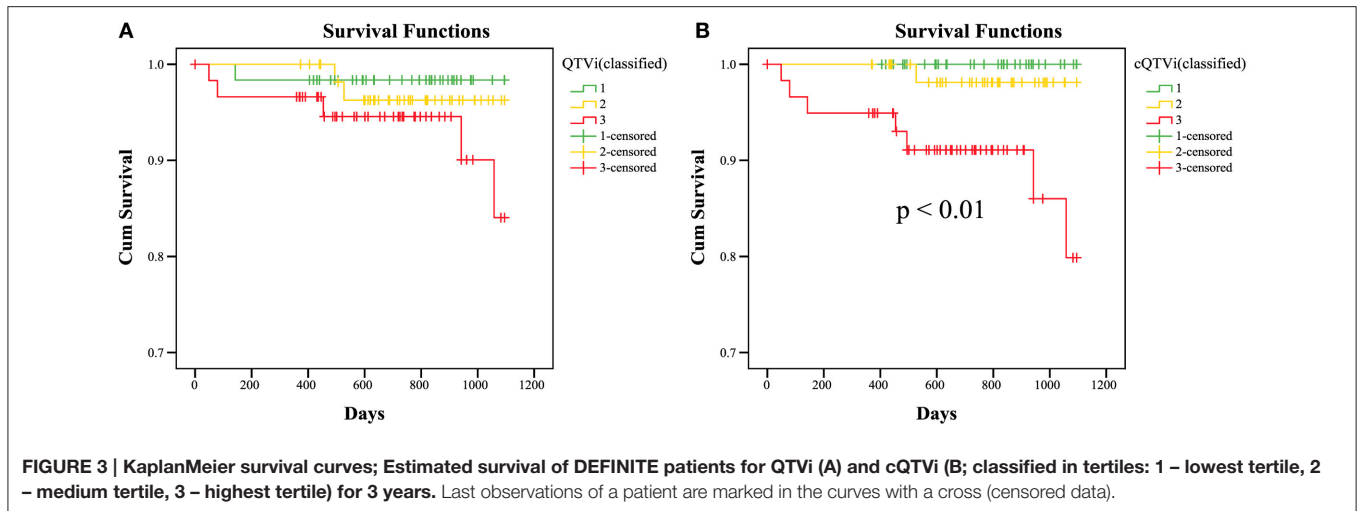 A
Survival Functions
1.0
0.9
0.8
0.7
Cum Survival
0 200 400 600 800 1000 1200
Days
QTVi(classified)
1
2
3
1-censored
2-censored
3-censored
B
Survival Functions
1.0
0.9
0.8
0.7
Cum Survival
p < 0.01
0 200 400 600 800 1000 1200
Days
cQTVi(classified)
1
2
3
1-censored
2-censored
3-censored
FIGURE 3 | KaplanMeier survival curves; Estimated survival of DEFINITE patients for QTVi (A) and cQTVi (B; classified in tertiles: 1 – lowest tertile, 2
– medium tertile, 3 – highest tertile) for 3 years. Last observations of a patient are marked in the curves with a cross (censored data).